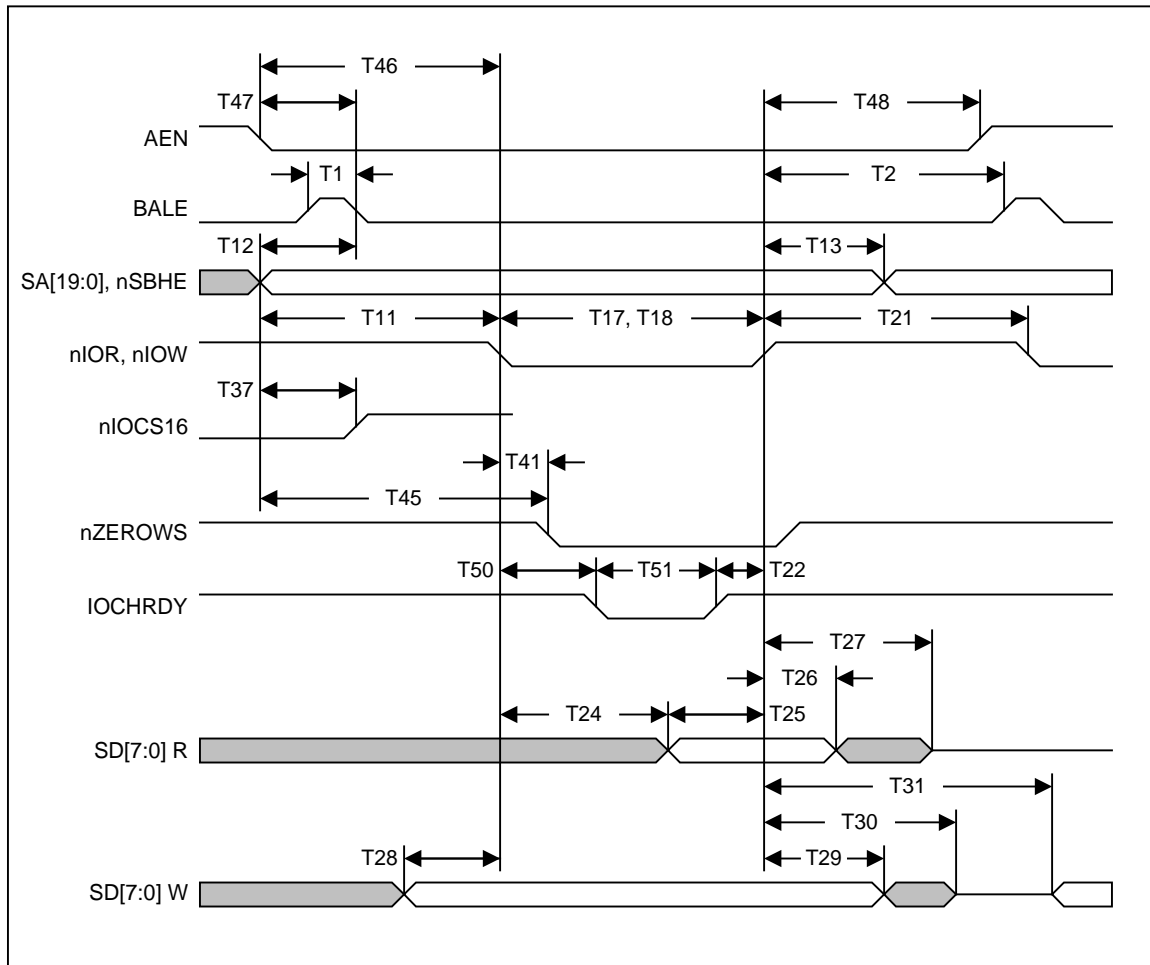 T46
T47 T48
AEN
T1 T2
BALE
T12 T13
SA[19:0], nSBHE
T11 T17, T18 T21
nIOR, nIOW
T37
nIOCS16
T41
T45
nZEROWS
T50 T51 T22
IOCHRDY
T27
T26
T24 T25
SD[7:0] R
T31
T30
T28 T29
SD[7:0] W